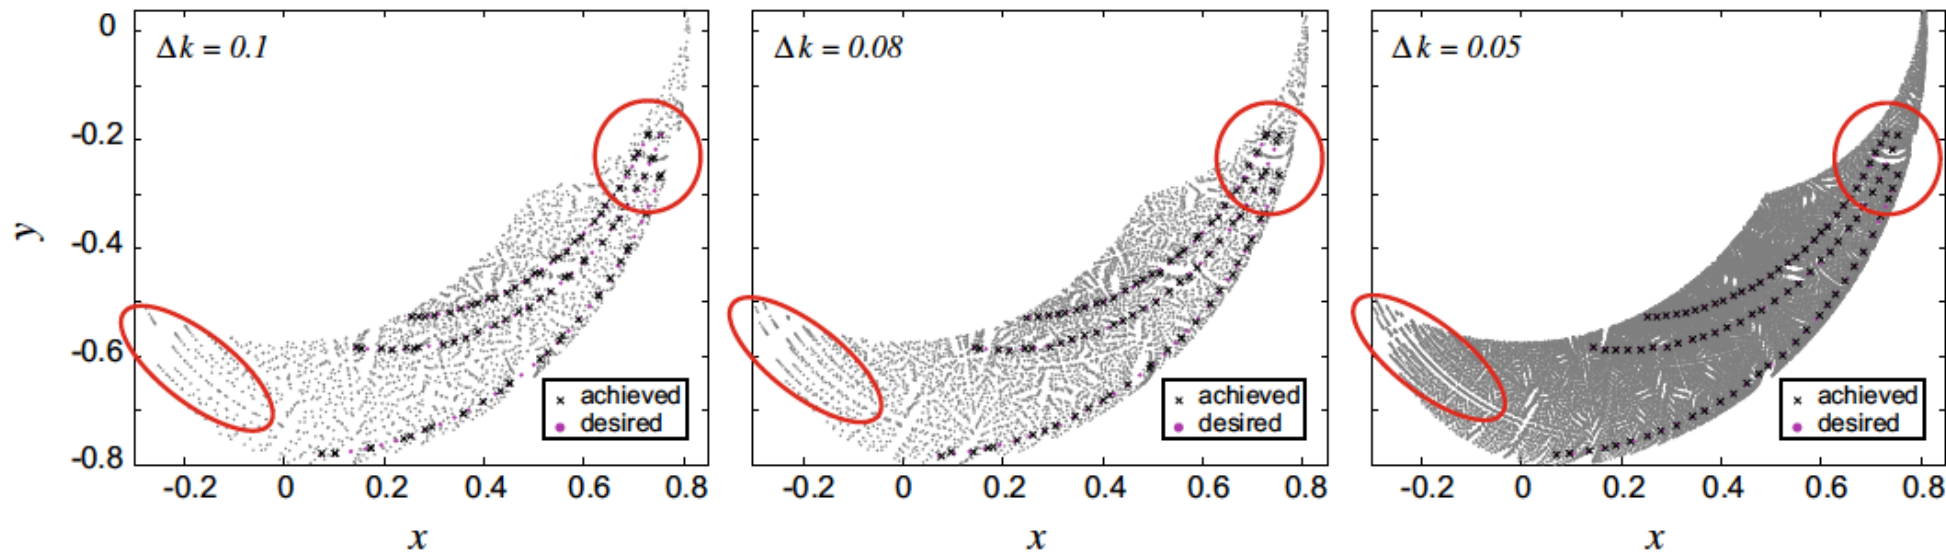 Δk = 0.1
Δk = 0.08
Δk = 0.05
0
-0.2
-0.4
-0.6
-0.8
y
achieved
desired
achieved
desired
achieved
desired
-0.2 0 0.2 0.4 0.6 0.8
-0.2 0 0.2 0.4 0.6 0.8
-0.2 0 0.2 0.4 0.6 0.8
x
x
x